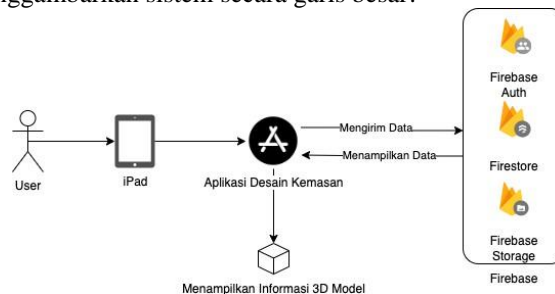 menggambarkan sistem secara garis besar.
User
iPad
Aplikasi Desain Kemasan
Mengirim Data
Menampilkan Data
Menampilkan Informasi 3D Model
Firebase
Auth
Firestore
Firebase
Storage
Firebase